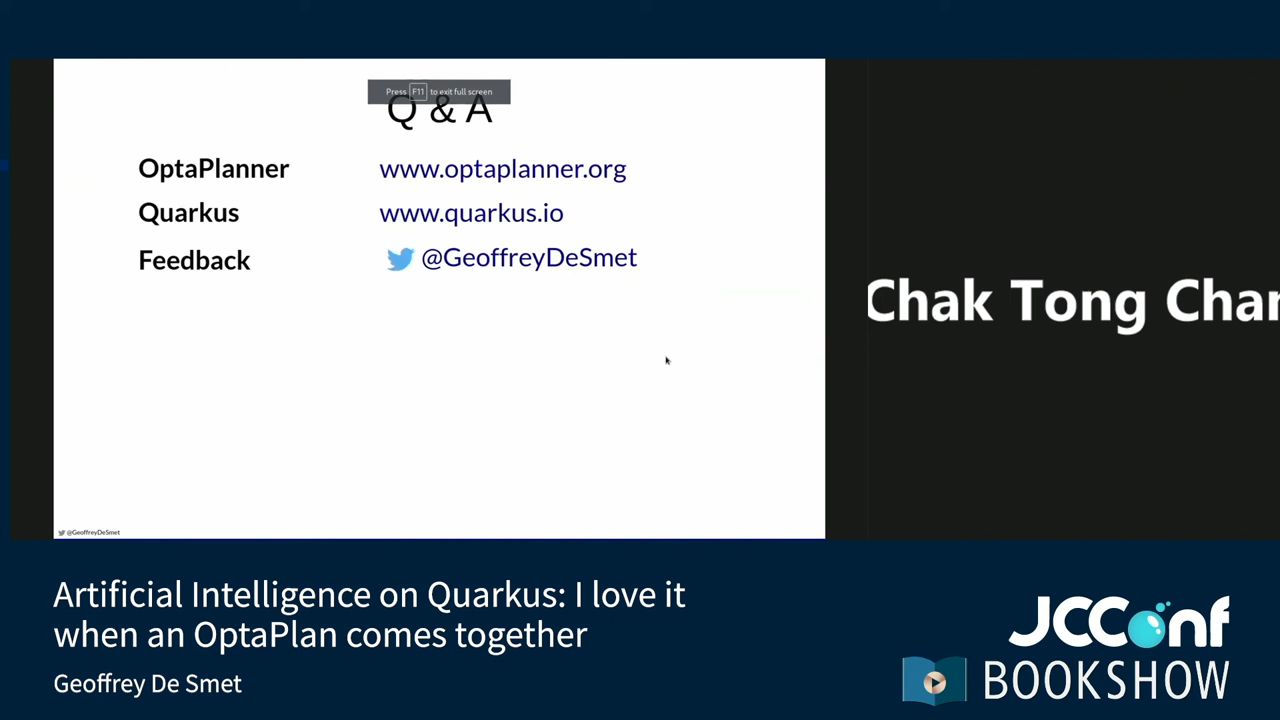 Press F11 to exit full screen
Q & A
OptaPlanner www.optaplanner.org
Quarkus www.quarkus.io
Feedback @GeoffreyDeSmet
Chak Tong Chan
@GeoffreyDeSmet
Artificial Intelligence on Quarkus: I love it
when an OptaPlan comes together
Geoffrey De Smet
JCConf
BOOKSHOW